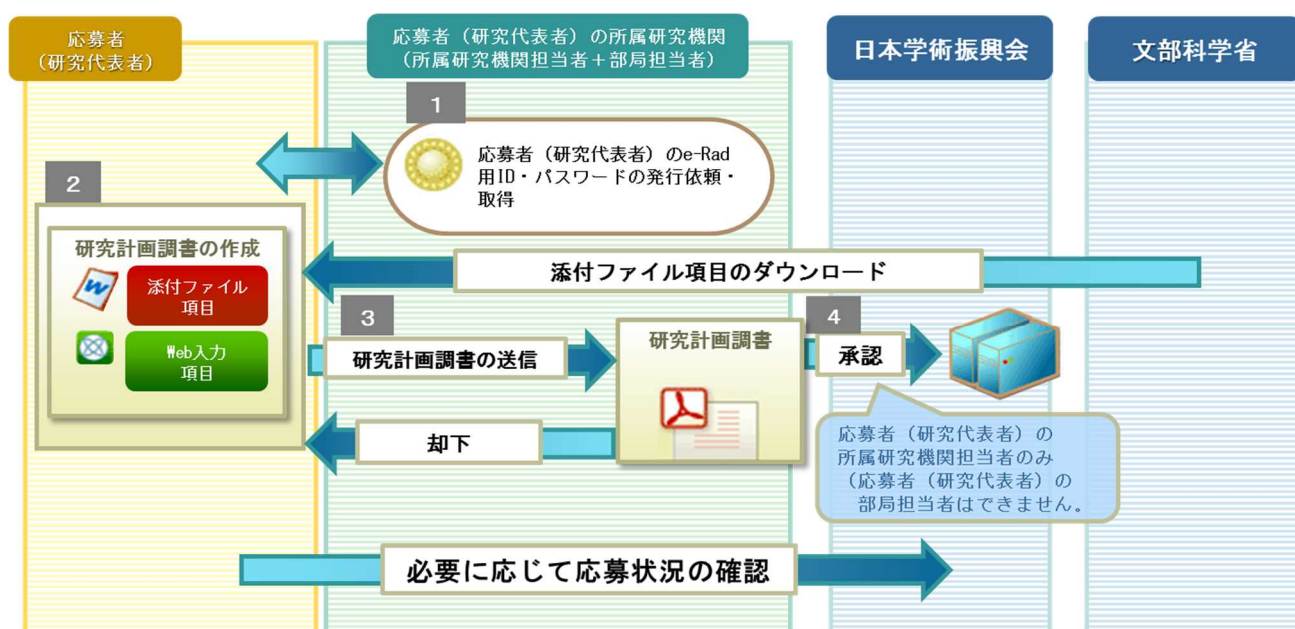 応募者
(研究代表者)
応募者(研究代表者)の所属研究機関
(所属研究機関担当者+部局担当者)
日本学術振興会
文部科学省
1
応募者(研究代表者)のe-Rad
用ID・パスワードの発行依頼・
取得
2
研究計画調書の作成
添付ファイル
項目
Web入力
項目
添付ファイル項目のダウンロード
3
研究計画調書の送信
研究計画調書
4
承認
却下
応募者(研究代表者)の
所属研究機関担当者のみ
(応募者(研究代表者)の
部局担当者はできません。
必要に応じて応募状況の確認